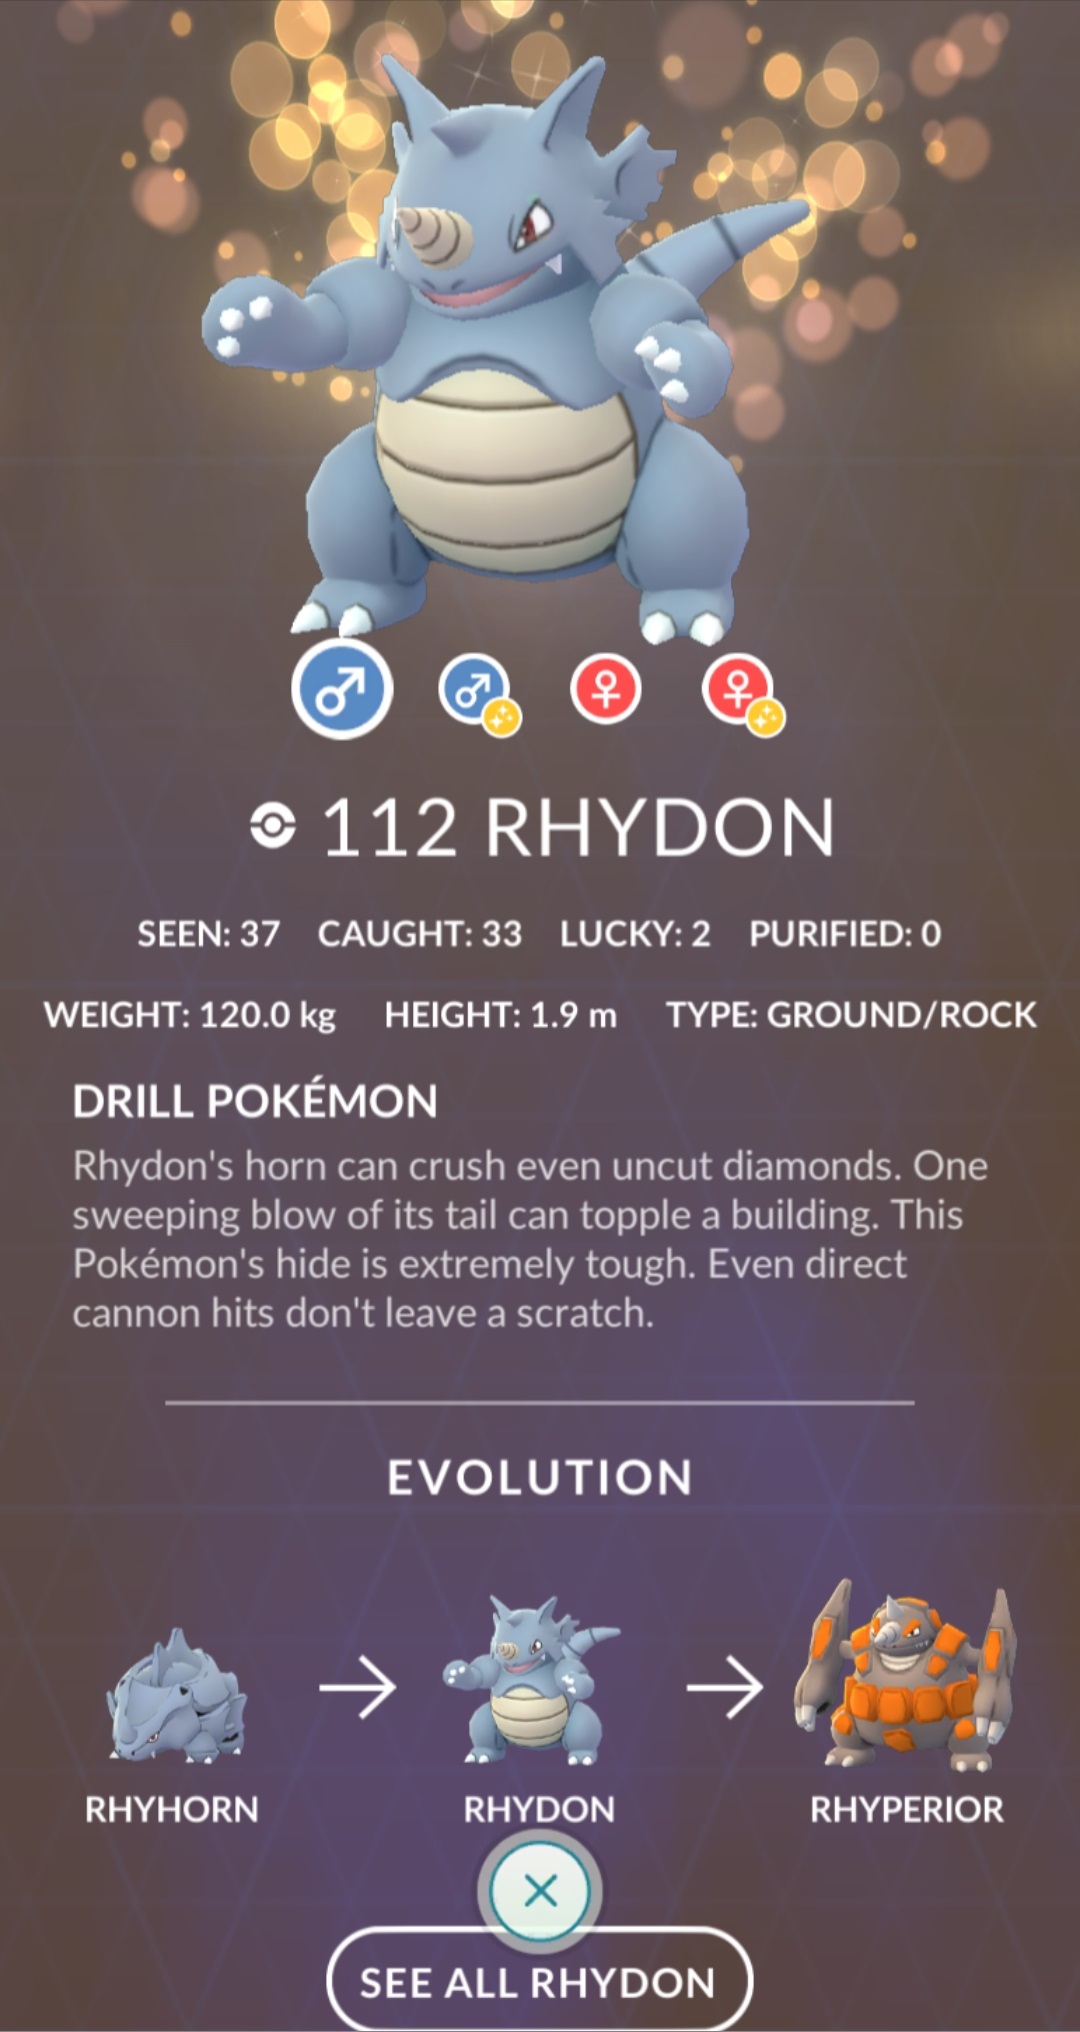 112 RHYDON
SEEN: 37 CAUGHT: 33 LUCKY: 2 PURIFIED: 0
WEIGHT: 120.0 kg HEIGHT: 1.9 m TYPE: GROUND/ROCK
DRILL POKÉMON
Rhydon's horn can crush even uncut diamonds. One
sweeping blow of its tail can topple a building. This
Pokémon's hide is extremely tough. Even direct
cannon hits don't leave a scratch.
EVOLUTION
RHYHORN RHYDON RHYPERIOR
SEE ALL RHYDON